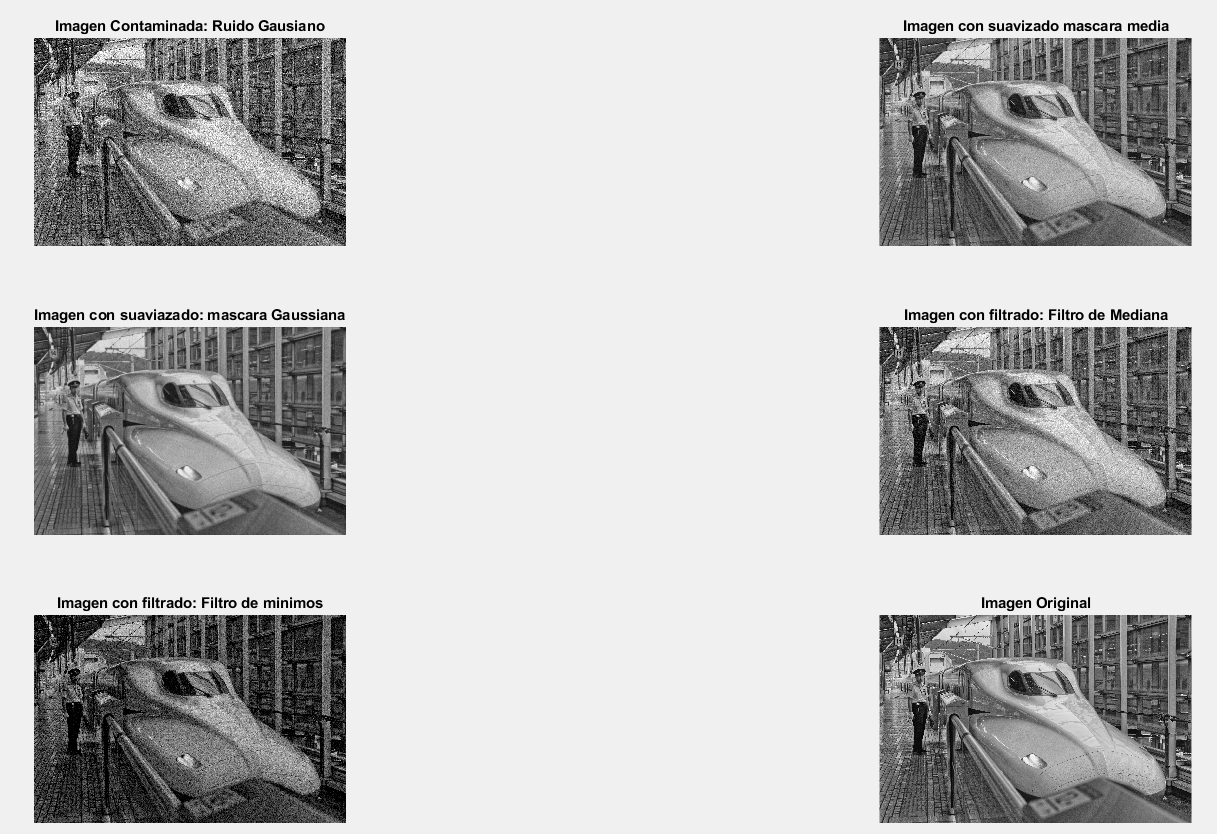 Imagen Contaminada: Ruido Gausiano
Imagen con suavizado mascara media
Imagen con suaviazado: mascara Gaussiana
Imagen con filtrado: Filtro de Mediana
Imagen con filtrado: Filtro de minimos
Imagen Original